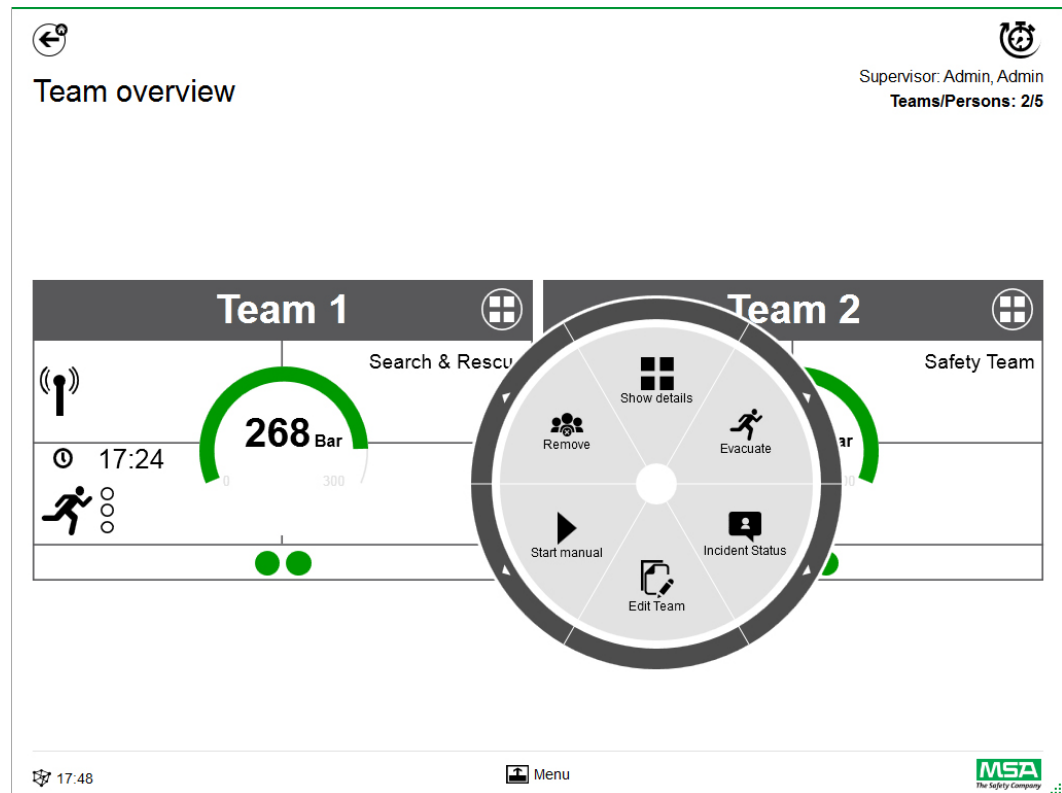 Team overview
Supervisor: Admin, Admin
Teams/Persons: 2/5
Team 1
Team 2
Search & Rescu
Safety Team
268 Bar
0
300
17:24
ar
Show details
Remove
Evacuate
Start manual
Incident Status
Edit Team
17:48
Menu
MSA
The Safety Company